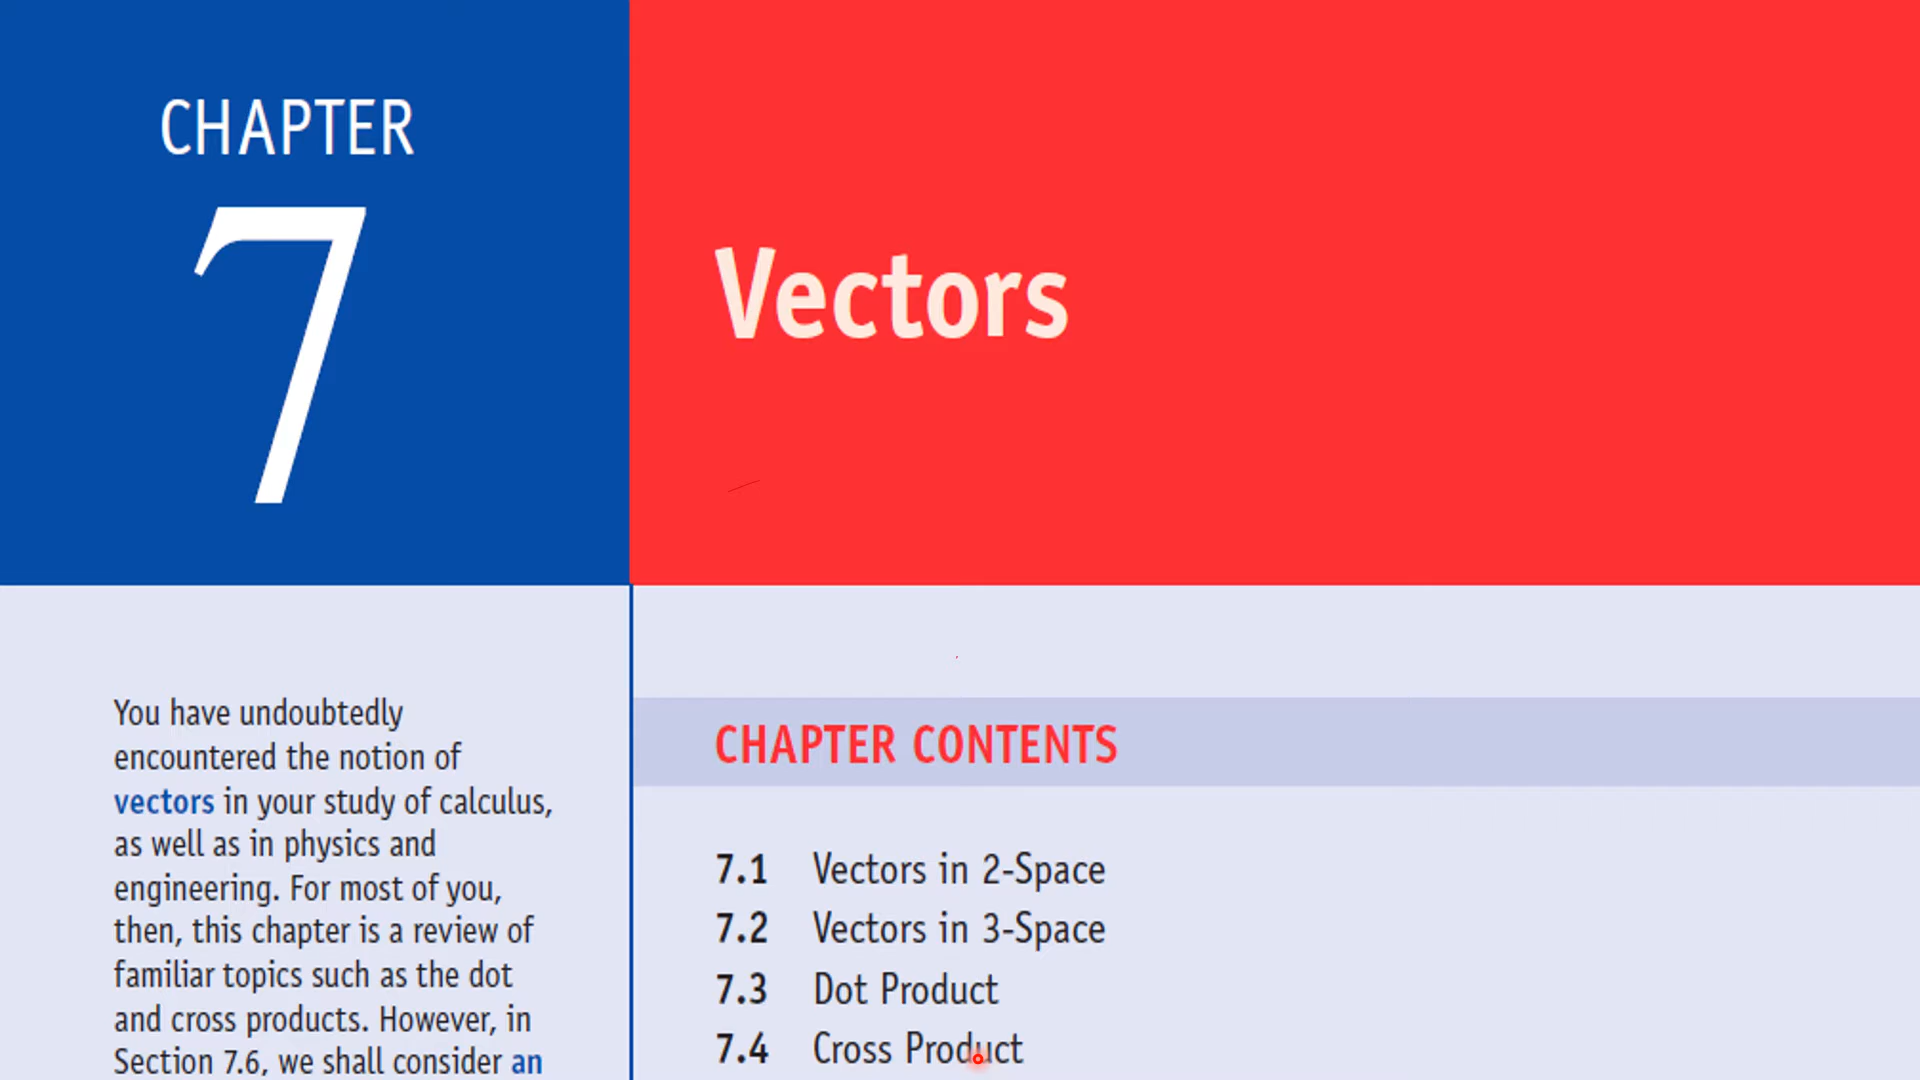 CHAPTER
7
Vectors
You have undoubtedly
encountered the notion of
vectors in your study of calculus,
as well as in physics and
engineering. For most of you,
then, this chapter is a review of
familiar topics such as the dot
and cross products. However, in
Section 7.6, we shall consider an
CHAPTER CONTENTS
7.1 Vectors in 2-Space
7.2 Vectors in 3-Space
7.3 Dot Product
7.4 Cross Product